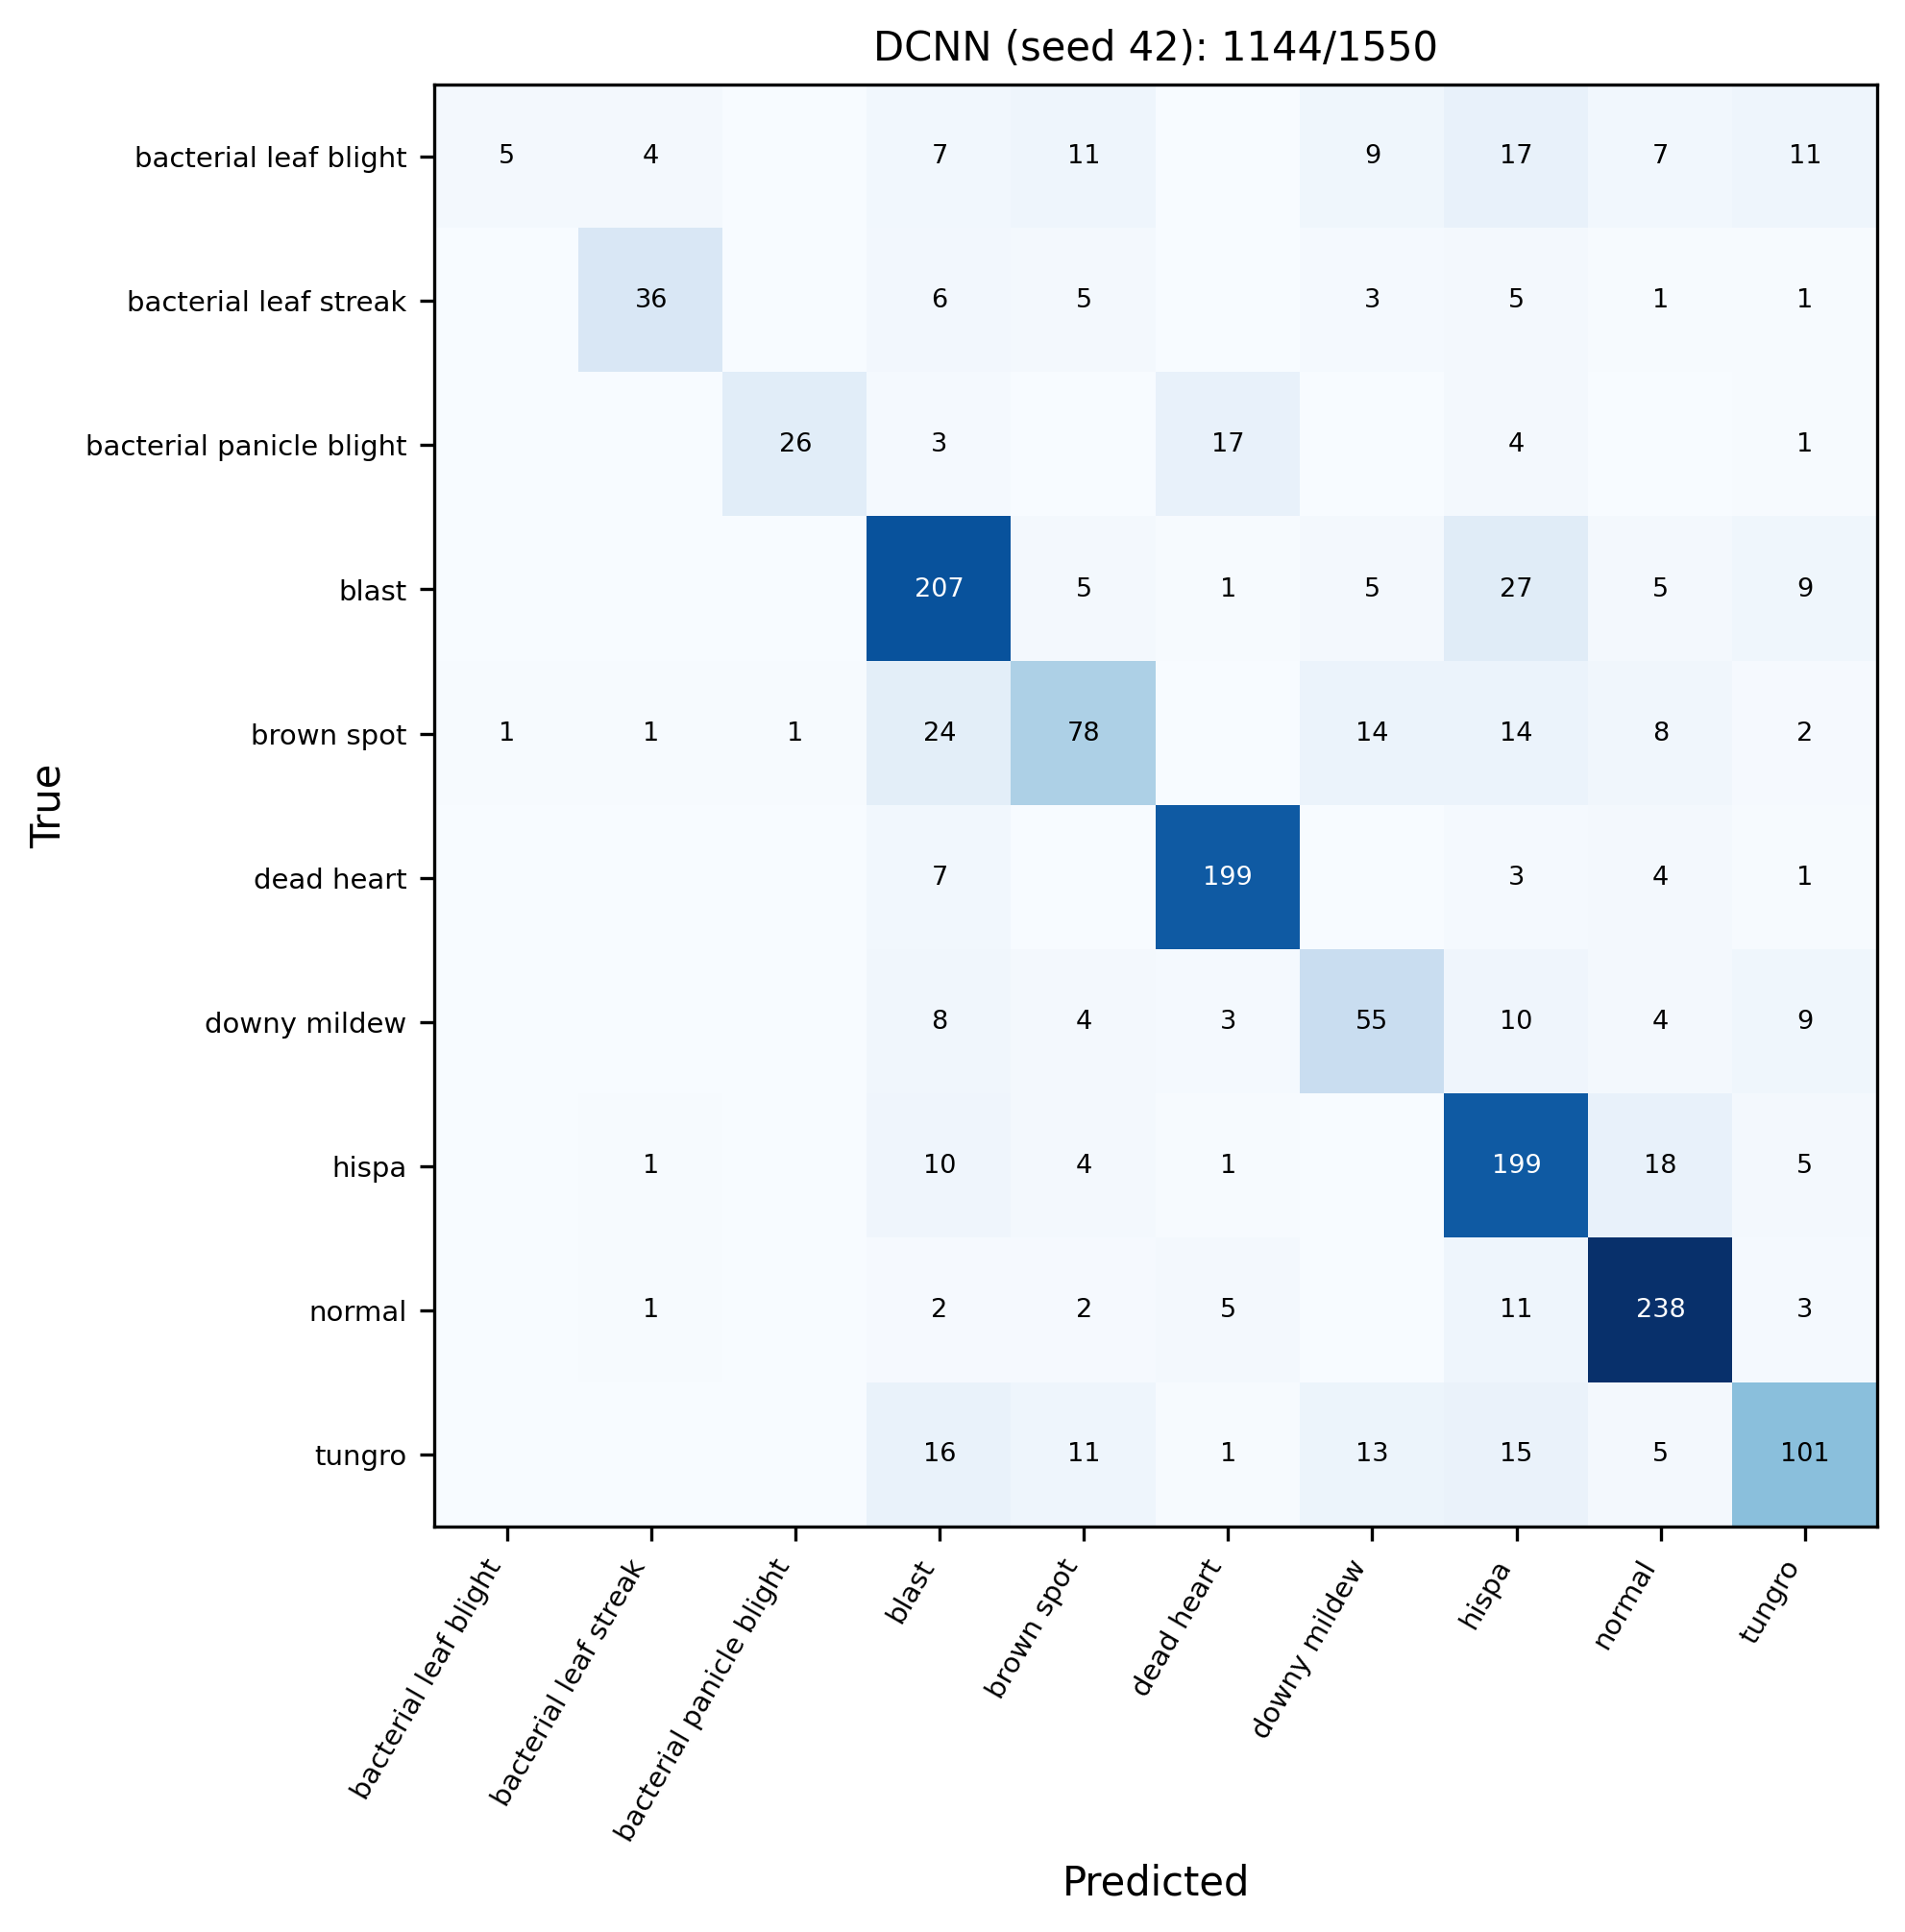 DCNN (seed 42): 1144/1550
bacterial leaf blight 5 4 7 11 9 17 7 11
bacterial leaf streak 36 6 5 3 5 1 1
bacterial panicle blight 26 3 17 4 1
blast 207 5 1 5 27 5 9
brown spot 1 1 1 24 78 14 14 8 2
dead heart 7 199 3 4 1
downy mildew 8 4 3 55 10 4 9
hispa 1 10 4 1 199 18 5
normal 1 2 2 5 11 238 3
tungro 16 11 1 13 15 5 101
True
bacterial leaf blight
bacterial leaf streak
bacterial panicle blight
blast
brown spot
dead heart
downy mildew
hispa
normal
tungro
Predicted